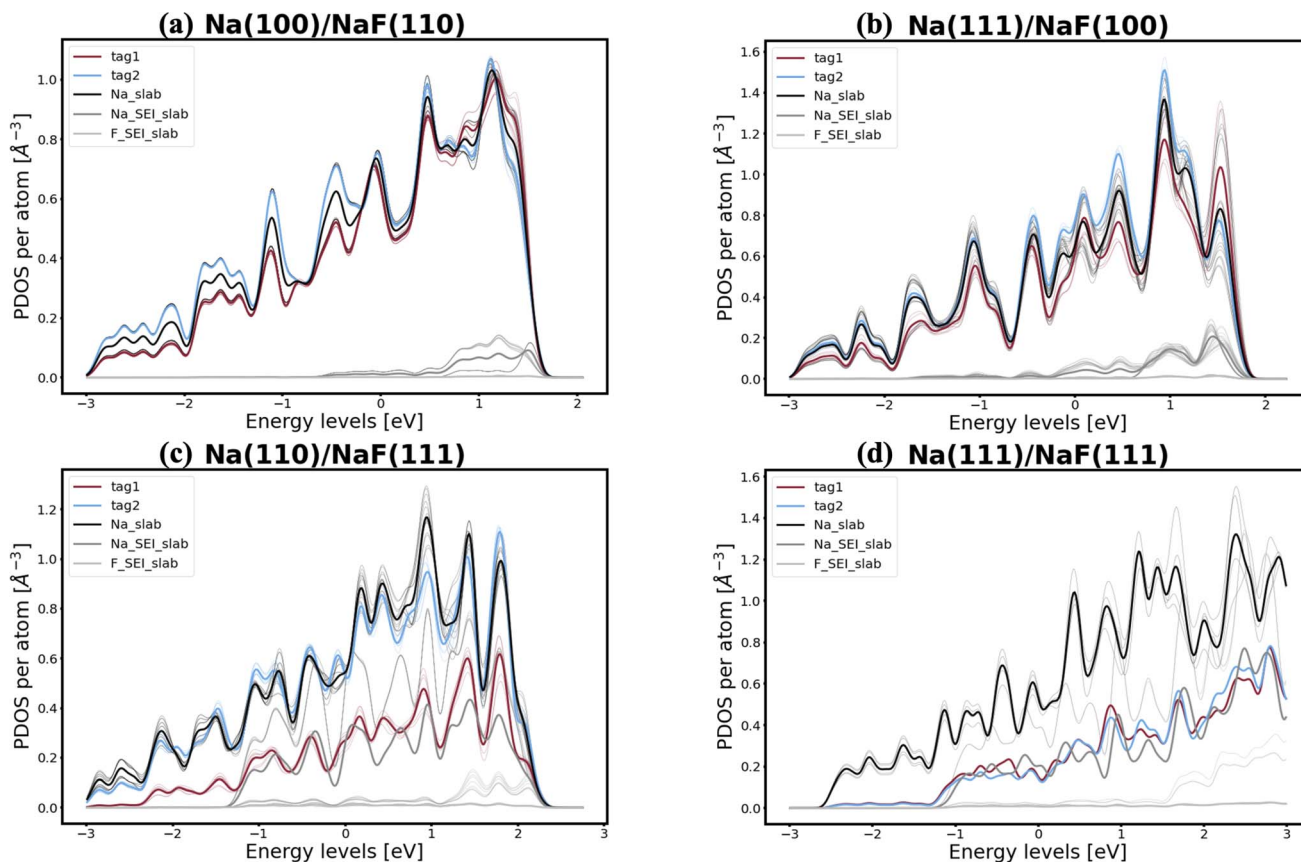 (a) Na(100)/NaF(110)
PDOS per atom [Å⁻³]
1.0
0.8
0.6
0.4
0.2
0.0
tag1
tag2
Na_slab
Na_SEI_slab
F_SEI_slab
−3 −2 −1 0 1 2
Energy levels [eV]
(b) Na(111)/NaF(100)
PDOS per atom [Å⁻³]
1.6
1.4
1.2
1.0
0.8
0.6
0.4
0.2
0.0
tag1
tag2
Na_slab
Na_SEI_slab
F_SEI_slab
−3 −2 −1 0 1 2
Energy levels [eV]
(c) Na(110)/NaF(111)
PDOS per atom [Å⁻³]
1.2
1.0
0.8
0.6
0.4
0.2
0.0
tag1
tag2
Na_slab
Na_SEI_slab
F_SEI_slab
−3 −2 −1 0 1 2 3
Energy levels [eV]
(d) Na(111)/NaF(111)
PDOS per atom [Å⁻³]
1.6
1.4
1.2
1.0
0.8
0.6
0.4
0.2
0.0
tag1
tag2
Na_slab
Na_SEI_slab
F_SEI_slab
−3 −2 −1 0 1 2 3
Energy levels [eV]